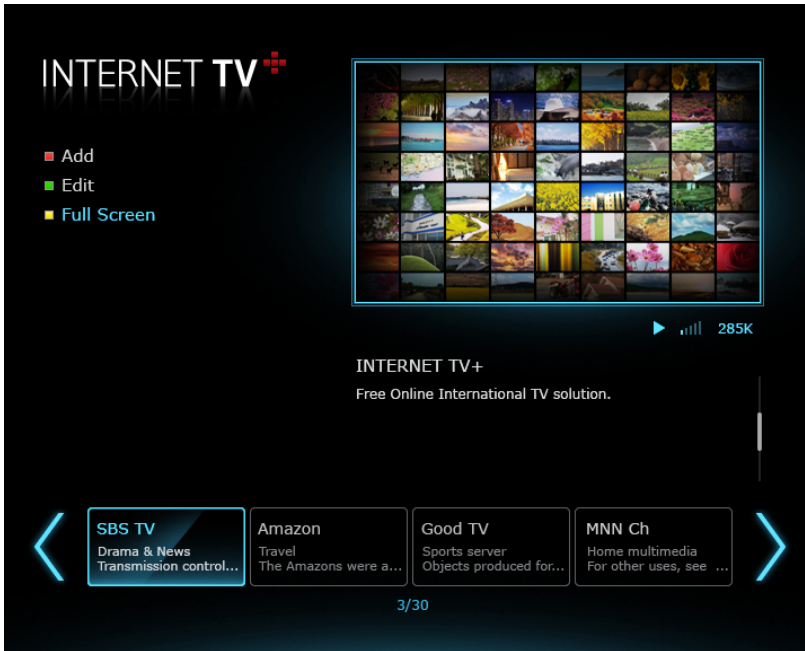 INTERNET TV
Add
Edit
Full Screen
285K
INTERNET TV+
Free Online International TV solution.
SBS TV
Drama & News
Transmission control...
Amazon
Travel
The Amazons were a...
Good TV
Sports server
Objects produced for...
MNN Ch
Home multimedia
For other uses, see ...
3/30